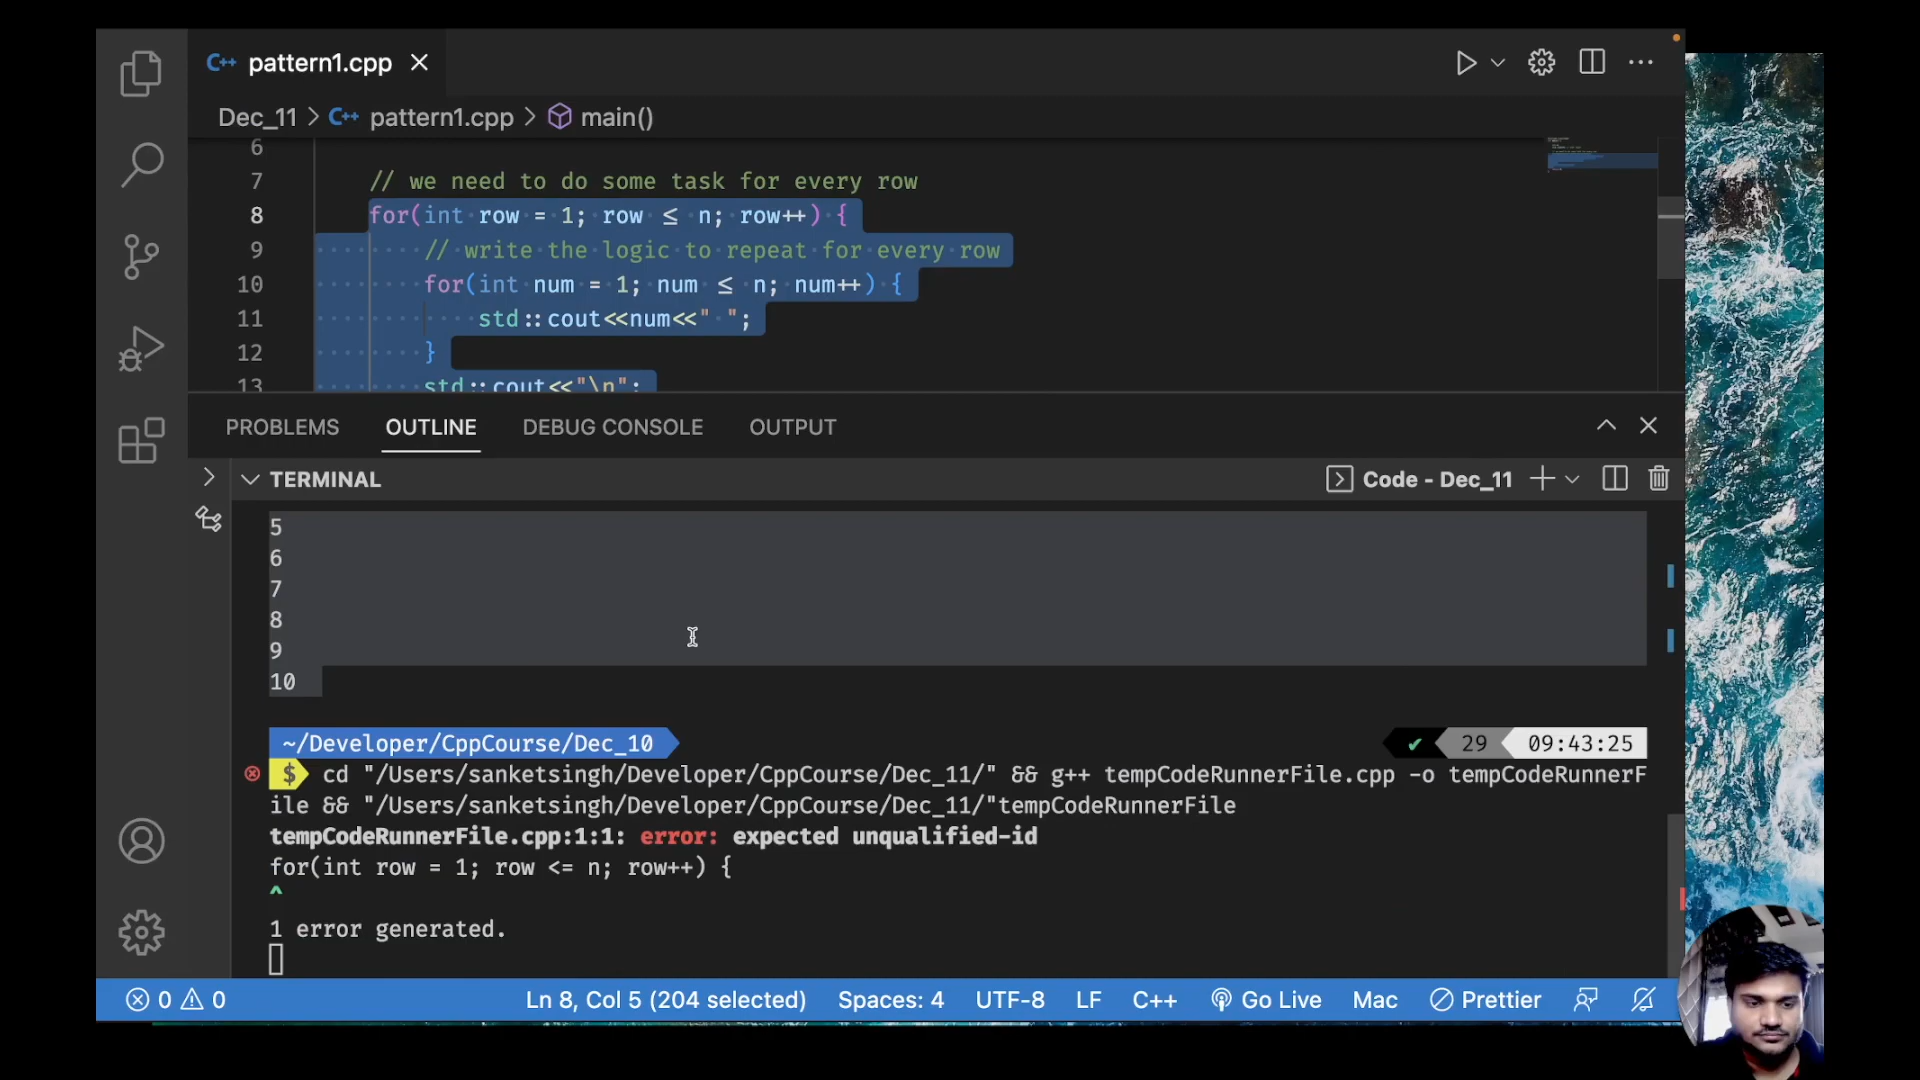 C++ pattern1.cpp
Dec_11 > C++ pattern1.cpp > main()
6
7 // we need to do some task for every row
8 for(int row = 1; row ≤ n; row++) {
9 // write the logic to repeat for every row
10 for(int num = 1; num ≤ n; num++) {
11 std::cout<<num<<" ";
12 }
13 std::cout<<"\n";
PROBLEMS OUTLINE DEBUG CONSOLE OUTPUT
TERMINAL Code - Dec_11
5
6
7
8
9
10
~/Developer/CppCourse/Dec_10 ✔ 29 09:43:25
$ cd "/Users/sanketsingh/Developer/CppCourse/Dec_11/" && g++ tempCodeRunnerFile.cpp -o tempCodeRunnerF
ile && "/Users/sanketsingh/Developer/CppCourse/Dec_11/"tempCodeRunnerFile
tempCodeRunnerFile.cpp:1:1: error: expected unqualified-id
for(int row = 1; row <= n; row++) {
^
1 error generated.
0 0 Ln 8, Col 5 (204 selected) Spaces: 4 UTF-8 LF C++ Go Live Mac Prettier